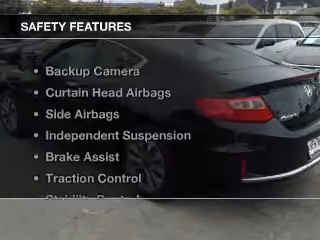 SAFETY FEATURES
• Backup Camera
• Curtain Head Airbags
• Side Airbags
• Independent Suspension
• Brake Assist
• Traction Control